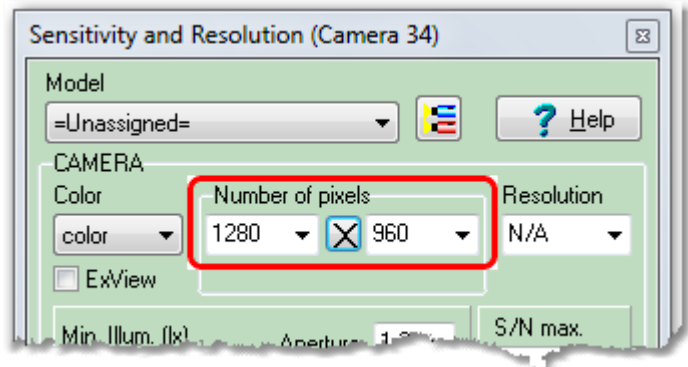 Sensitivity and Resolution (Camera 34)
Model
=Unassigned=
? Help
CAMERA
Color
Number of pixels
Resolution
color
1280
X
960
N/A
ExView
Min. Illum. (lx)
Aperture
S/N max.